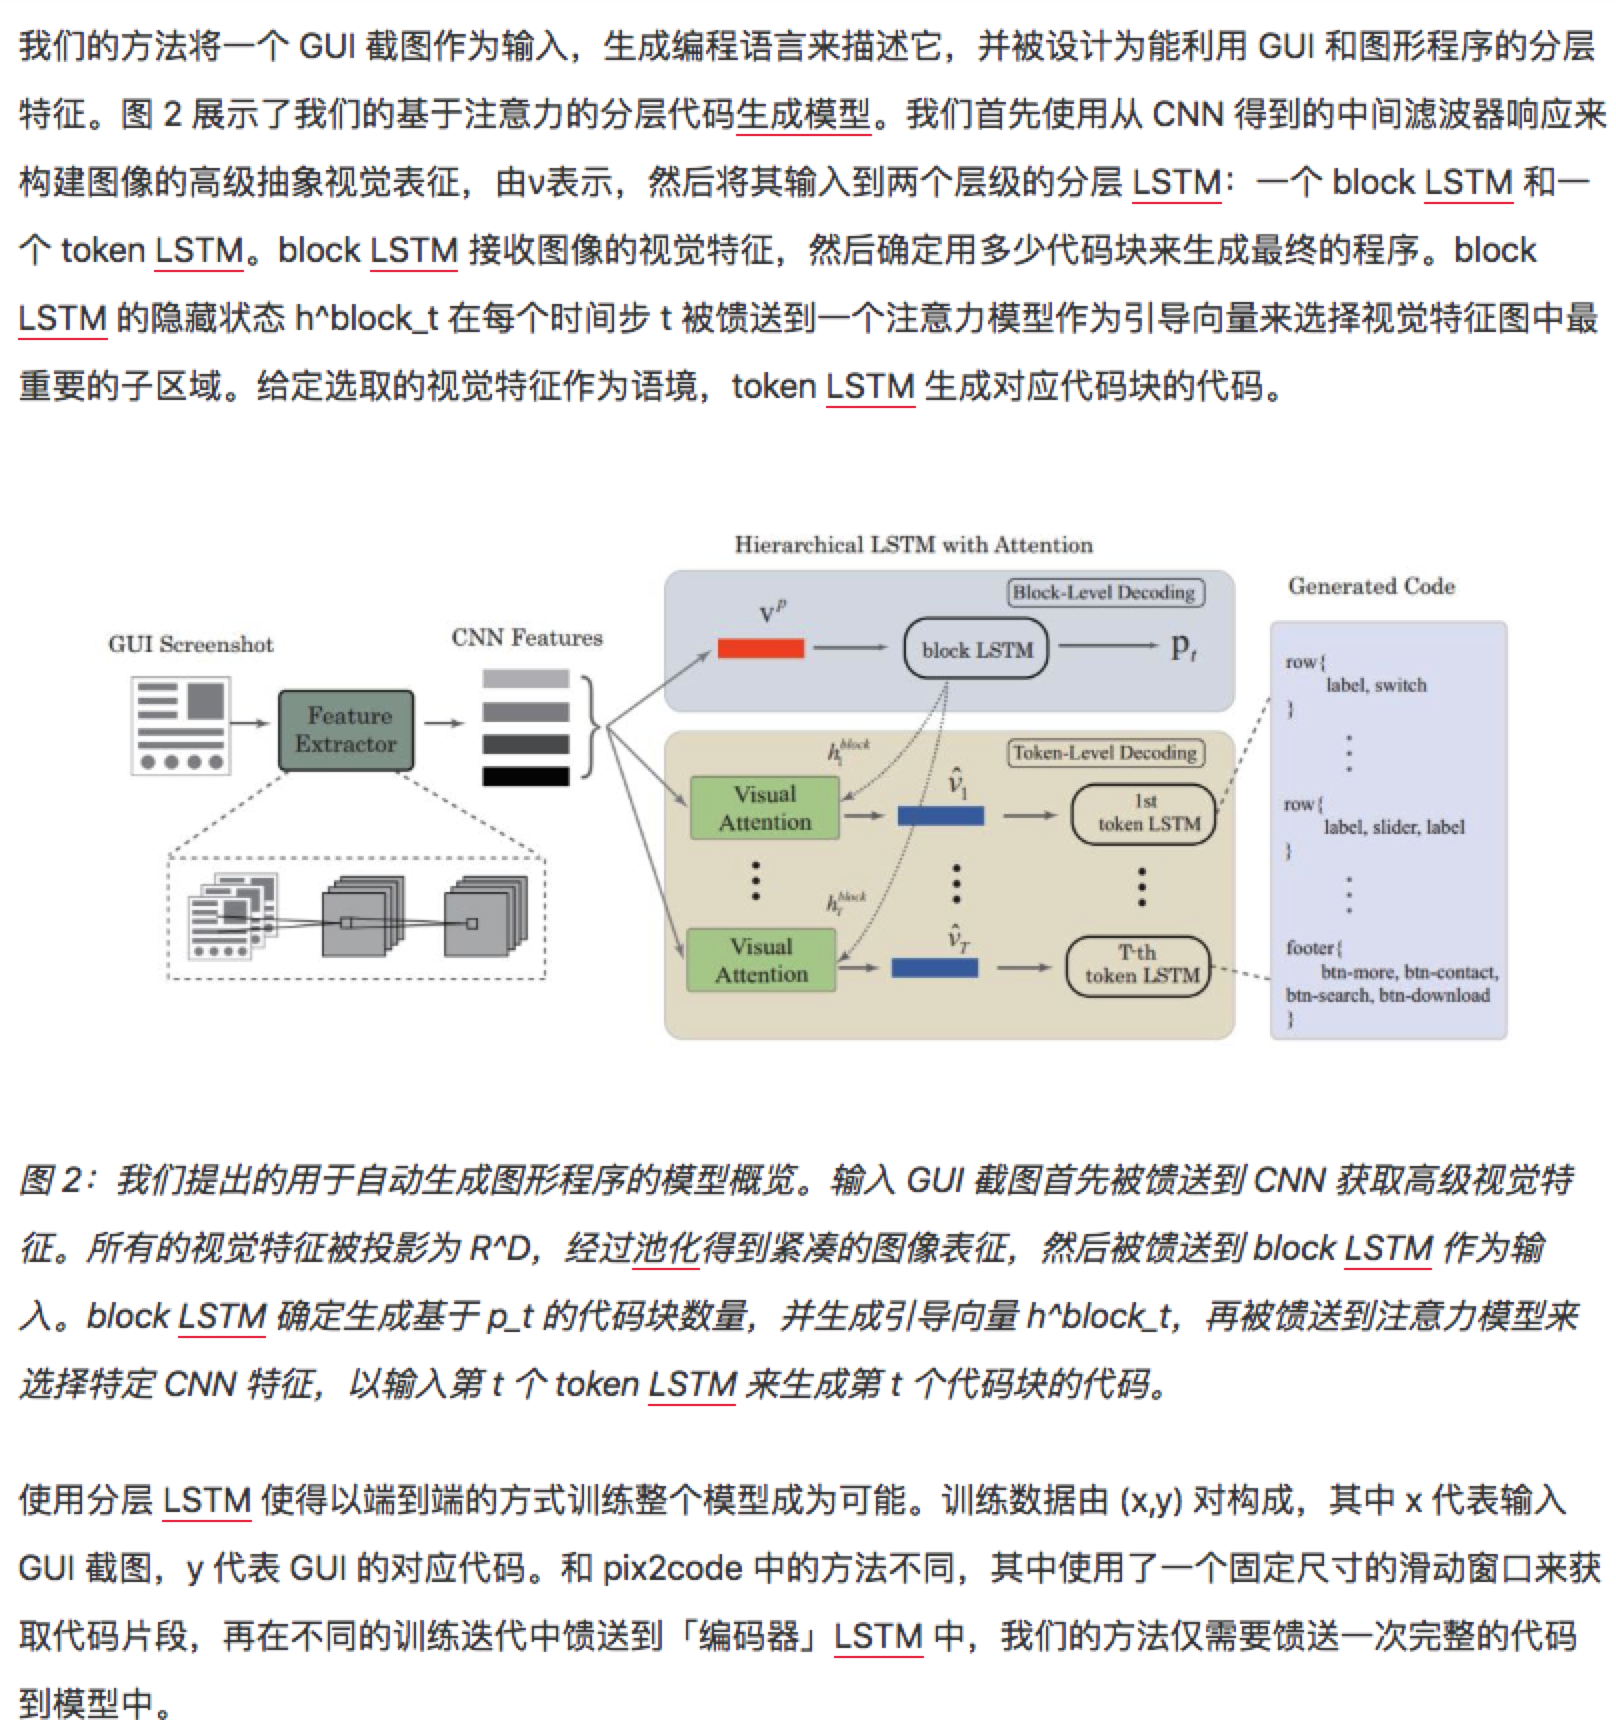 我们的方法将一个 GUI 截图作为输入，生成编程语言来描述它，并被设计为能利用 GUI 和图形程序的分层
特征。图 2 展示了我们的基于注意力的分层代码生成模型。我们首先使用从 CNN 得到的中间滤波器响应来
构建图像的高级抽象视觉表征，由ν表示，然后将其输入到两个层级的分层 LSTM：一个 block LSTM 和一
个 token LSTM。block LSTM 接收图像的视觉特征，然后确定用多少代码块来生成最终的程序。block
LSTM 的隐藏状态 h^block_t 在每个时间步 t 被馈送到一个注意力模型作为引导向量来选择视觉特征图中最
重要的子区域。给定选取的视觉特征作为语境，token LSTM 生成对应代码块的代码。
Hierarchical LSTM with Attention
GUI Screenshot
Feature
Extractor
CNN Features
Block-Level Decoding
v^p
block LSTM
p_t
Token-Level Decoding
h_1^block
Visual
Attention
v̂_1
1st
token LSTM
h_T^block
Visual
Attention
v̂_T
T-th
token LSTM
Generated Code
row{
label, switch
}
row{
label, slider, label
}
footer{
btn-more, btn-contact,
btn-search, btn-download
}
图 2：我们提出的用于自动生成图形程序的模型概览。输入 GUI 截图首先被馈送到 CNN 获取高级视觉特
征。所有的视觉特征被投影为 R^D，经过池化得到紧凑的图像表征，然后被馈送到 block LSTM 作为输
入。block LSTM 确定生成基于 p_t 的代码块数量，并生成引导向量 h^block_t，再被馈送到注意力模型来
选择特定 CNN 特征，以输入第 t 个 token LSTM 来生成第 t 个代码块的代码。
使用分层 LSTM 使得以端到端的方式训练整个模型成为可能。训练数据由 (x,y) 对构成，其中 x 代表输入
GUI 截图，y 代表 GUI 的对应代码。和 pix2code 中的方法不同，其中使用了一个固定尺寸的滑动窗口来获
取代码片段，再在不同的训练迭代中馈送到「编码器」LSTM 中，我们的方法仅需要馈送一次完整的代码
到模型中。